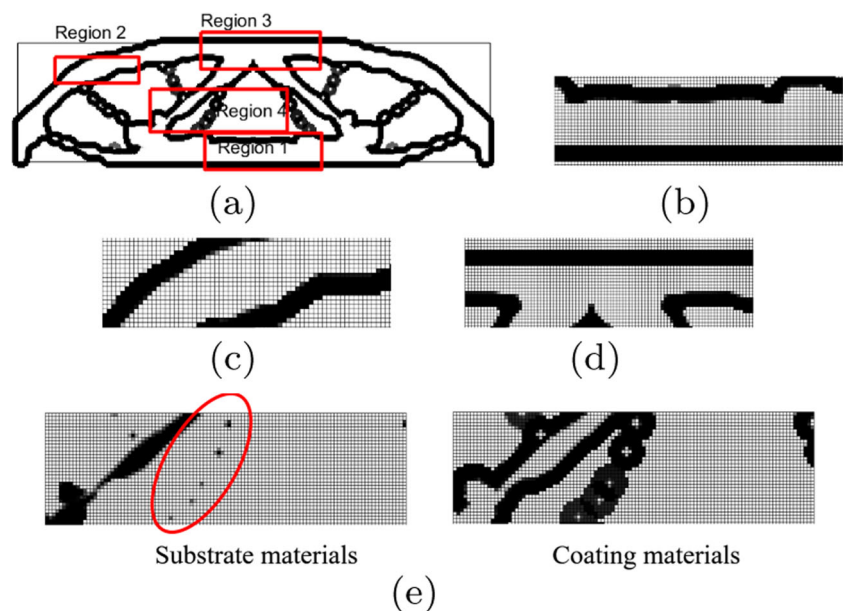 Region 3
Region 2
Region 4
Region 1
(a)
(b)
(c)
(d)
Substrate materials
Coating materials
(e)